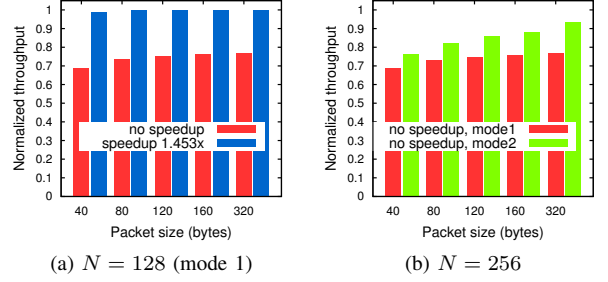 Normalized throughput
1
0.9
0.8
0.7
0.6
0.5
0.4
0.3
0.2
0.1
0
no speedup
speedup 1.453x
40 80 120 160 320
Packet size (bytes)
(a) N = 128 (mode 1)
Normalized throughput
1
0.9
0.8
0.7
0.6
0.5
0.4
0.3
0.2
0.1
0
no speedup, mode1
no speedup, mode2
40 80 120 160 320
Packet size (bytes)
(b) N = 256